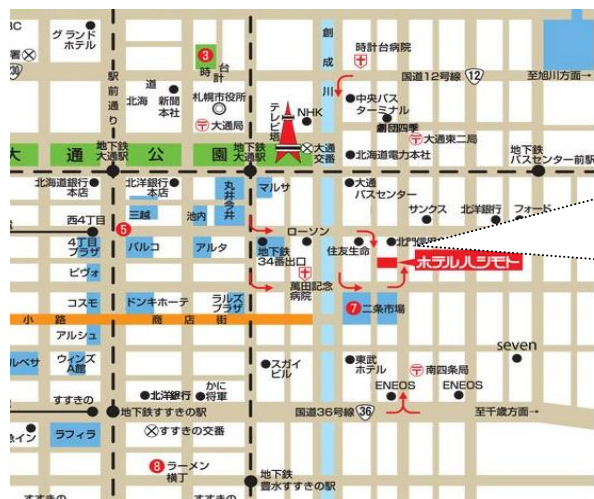 グランド
ホテル
3
時計台
創成川
時計台病院
国道12号線 12
至旭川方面→
駅前通り
北海道新聞
本社
札幌市役所
〒大通局
テレビ塔
NHK
中央バス
ターミナル
劇団四季
〒大通東二局
大通公園
地下鉄
大通駅
地下鉄
大通駅
大通
交番
北海道電力本社
地下鉄
バスセンター前駅
北海道銀行
本店
北洋銀行
本店
丸井今井
マルサ
大通
バスセンター
三越
池内
サンクス
北洋銀行
フォード
西4丁目
5
ローソン
4丁目
プラザ
パルコ
アルタ
地下鉄
34番出口
住友生命
ホテルハシモト
ピヴォ
萬田記念
病院
コスモ
ドンキホーテ
ラルズ
プラザ
7 二条市場
小路
商店街
アルシュ
ルベサ
ウィンズ
A館
スガイ
ビル
東武
ホテル
〒南四条局
seven
すすきの
北洋銀行
かに
将軍
ENEOS
ENEOS
地下鉄すすきの駅
国道36号線 36
至千歳方面→
ラフィラ
すすきの交番
8 ラーメン
横丁
地下鉄
豊水すすきの駅